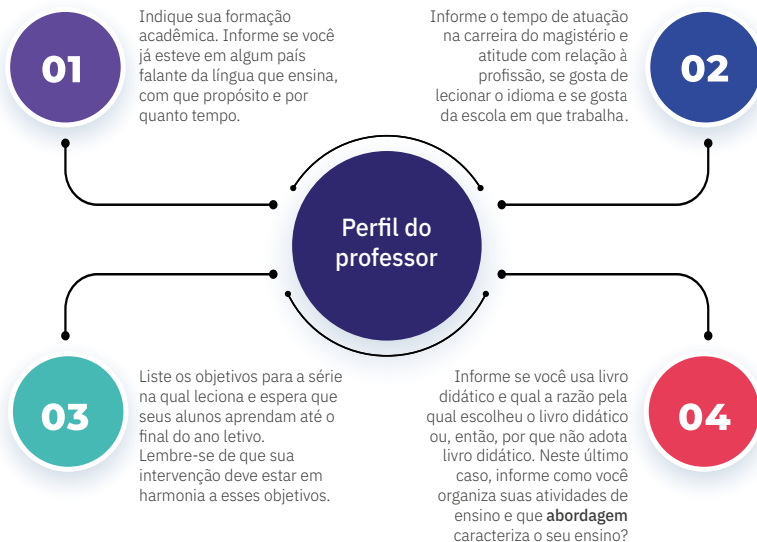 01
Indique sua formação
acadêmica. Informe se você
já esteve em algum país
falante da língua que ensina,
com que propósito e por
quanto tempo.
Informe o tempo de atuação
na carreira do magistério e
atitude com relação à
profissão, se gosta de
lecionar o idioma e se gosta
da escola em que trabalha.
02
Perfil do
professor
03
Liste os objetivos para a série
na qual leciona e espera que
seus alunos aprendam até o
final do ano letivo.
Lembre-se de que sua
intervenção deve estar em
harmonia a esses objetivos.
Informe se você usa livro
didático e qual a razão pela
qual escolheu o livro didático
ou, então, por que não adota
livro didático. Neste último
caso, informe como você
organiza suas atividades de
ensino e que abordagem
caracteriza o seu ensino?
04